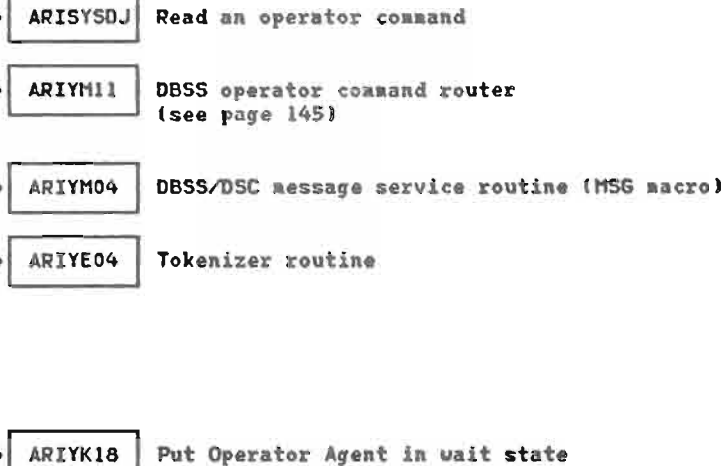 ARISYSDJ Read an operator command
ARIYM11 DBSS operator command router
(see page 145)
ARIYM04 DBSS/DSC message service routine (MSG macro)
ARIYE04 Tokenizer routine
ARIYK18 Put Operator Agent in wait state